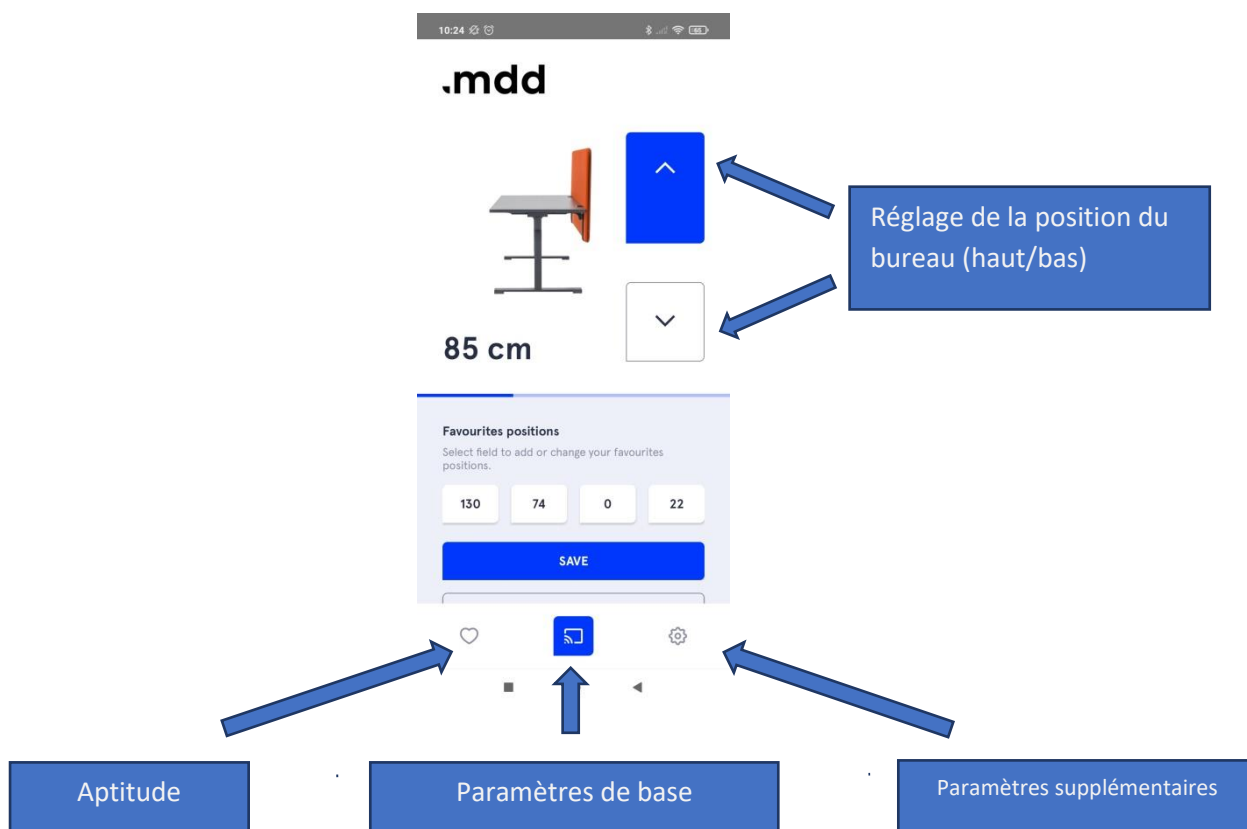 10:24
.mdd
Réglage de la position du
bureau (haut/bas)
85 cm
Favourites positions
Select field to add or change your favourites
positions.
130 74 0 22
SAVE
Aptitude
Paramètres de base
Paramètres supplémentaires